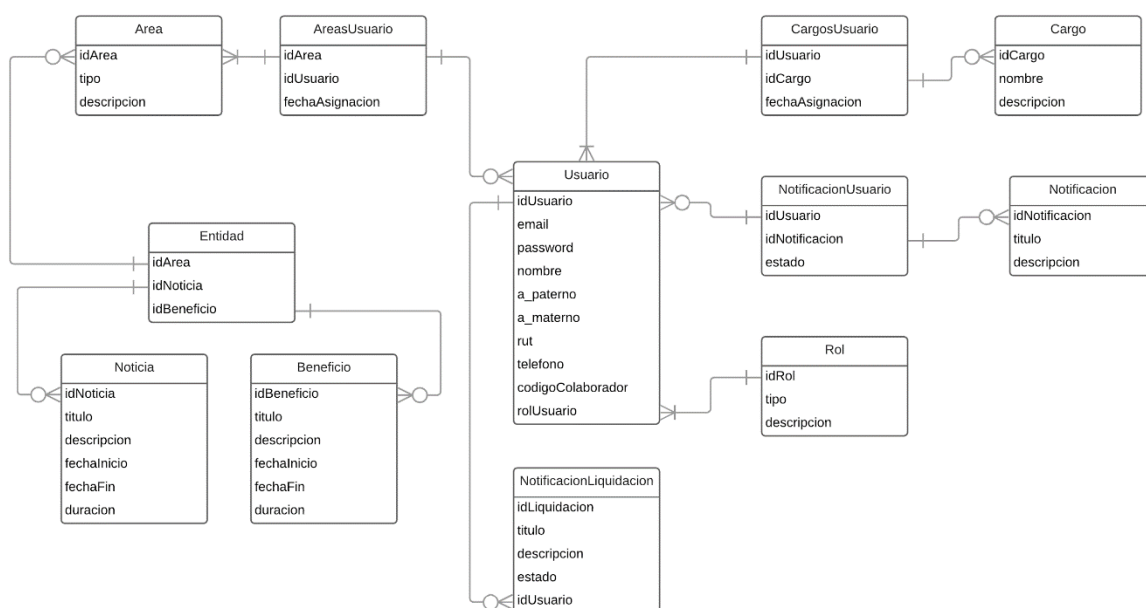 Area
idArea
tipo
descripcion
AreasUsuario
idArea
idUsuario
fechaAsignacion
CargosUsuario
idUsuario
idCargo
fechaAsignacion
Cargo
idCargo
nombre
descripcion
Usuario
idUsuario
email
password
nombre
a_paterno
a_materno
rut
telefono
codigoColaborador
rolUsuario
NotificacionUsuario
idUsuario
idNotificacion
estado
Notificacion
idNotificacion
titulo
descripcion
Entidad
idArea
idNoticia
idBeneficio
Noticia
idNoticia
titulo
descripcion
fechaInicio
fechaFin
duracion
Beneficio
idBeneficio
titulo
descripcion
fechaInicio
fechaFin
duracion
Rol
idRol
tipo
descripcion
NotificacionLiquidacion
idLiquidacion
titulo
descripcion
estado
idUsuario